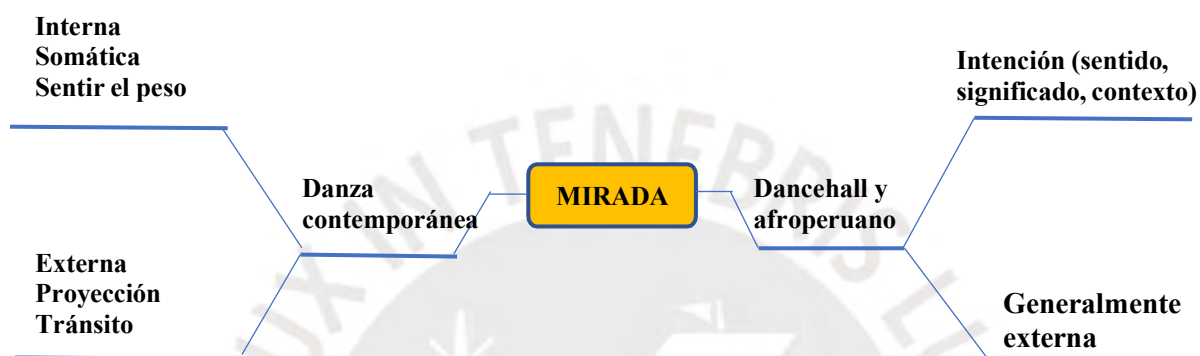 Interna
Somática
Sentir el peso
Externa
Proyección
Tránsito
Danza
contemporánea
MIRADA
Dancehall y
afroperuano
Intención (sentido,
significado, contexto)
Generalmente
externa
TENEBRIS